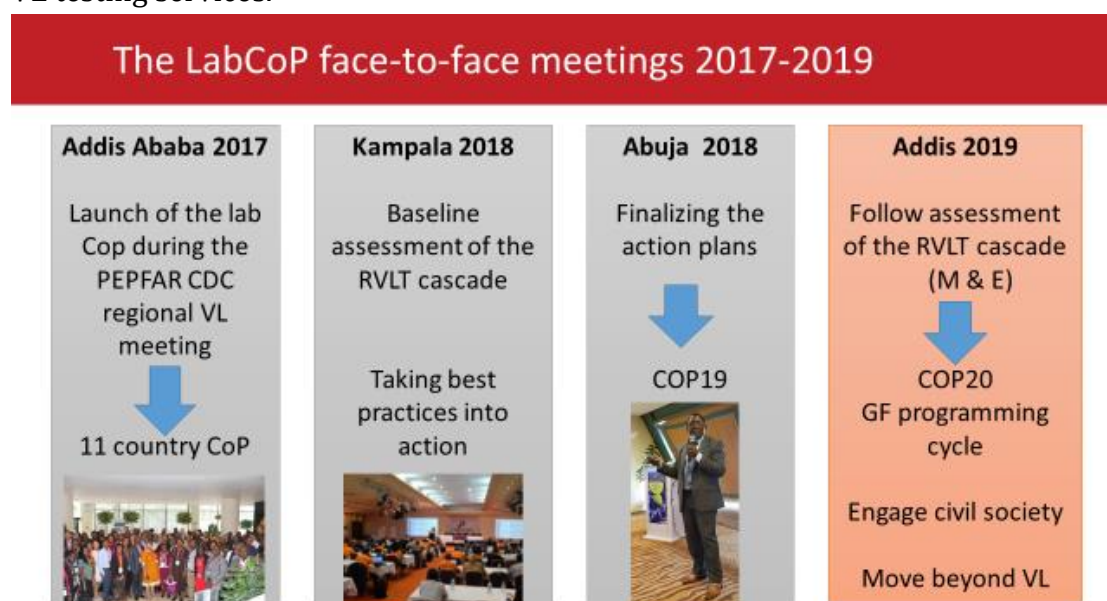 The LabCoP face-to-face meetings 2017-2019
Addis Ababa 2017
Launch of the lab
Cop during the
PEPFAR CDC
regional VL
meeting
11 country CoP
Kampala 2018
Baseline
assessment of the
RVLT cascade
Taking best
practices into
action
Abuja 2018
Finalizing the
action plans
COP19
Addis 2019
Follow assessment
of the RVLT cascade
(M & E)
COP20
GF programming
cycle
Engage civil society
Move beyond VL